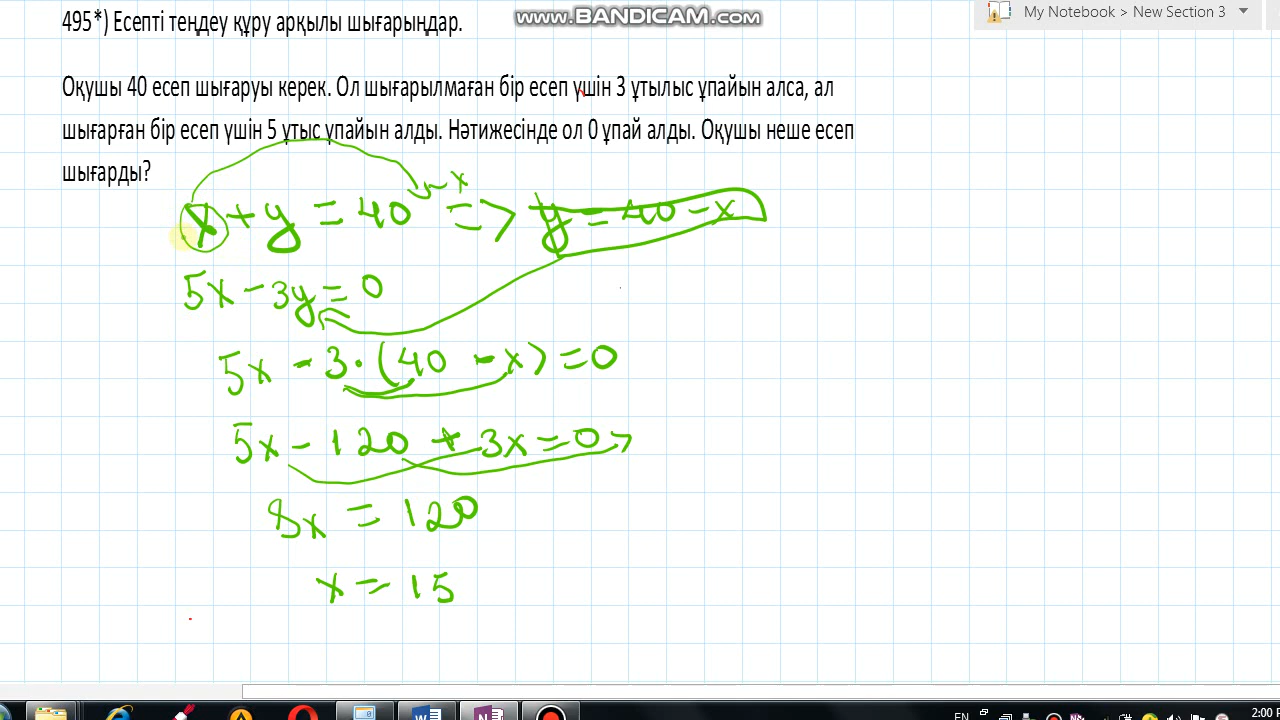 www.BANDICAM.com
My Notebook > New Section 3
495*) Есепті теңдеу құру арқылы шығарыңдар.
Оқушы 40 есеп шығаруы керек. Ол шығарылмаған бір есеп үшін 3 ұтылыс ұпайын алса, ал
шығарған бір есеп үшін 5 ұтыс ұпайын алды. Нәтижесінде ол 0 ұпай алды. Оқушы неше есеп
шығарды?
x + y = 40 - x => y = 40 - x
5x - 3y = 0
5x - 3 · (40 - x) = 0
5x - 120 + 3x = 0
8x = 120
x = 15
EN
2:00